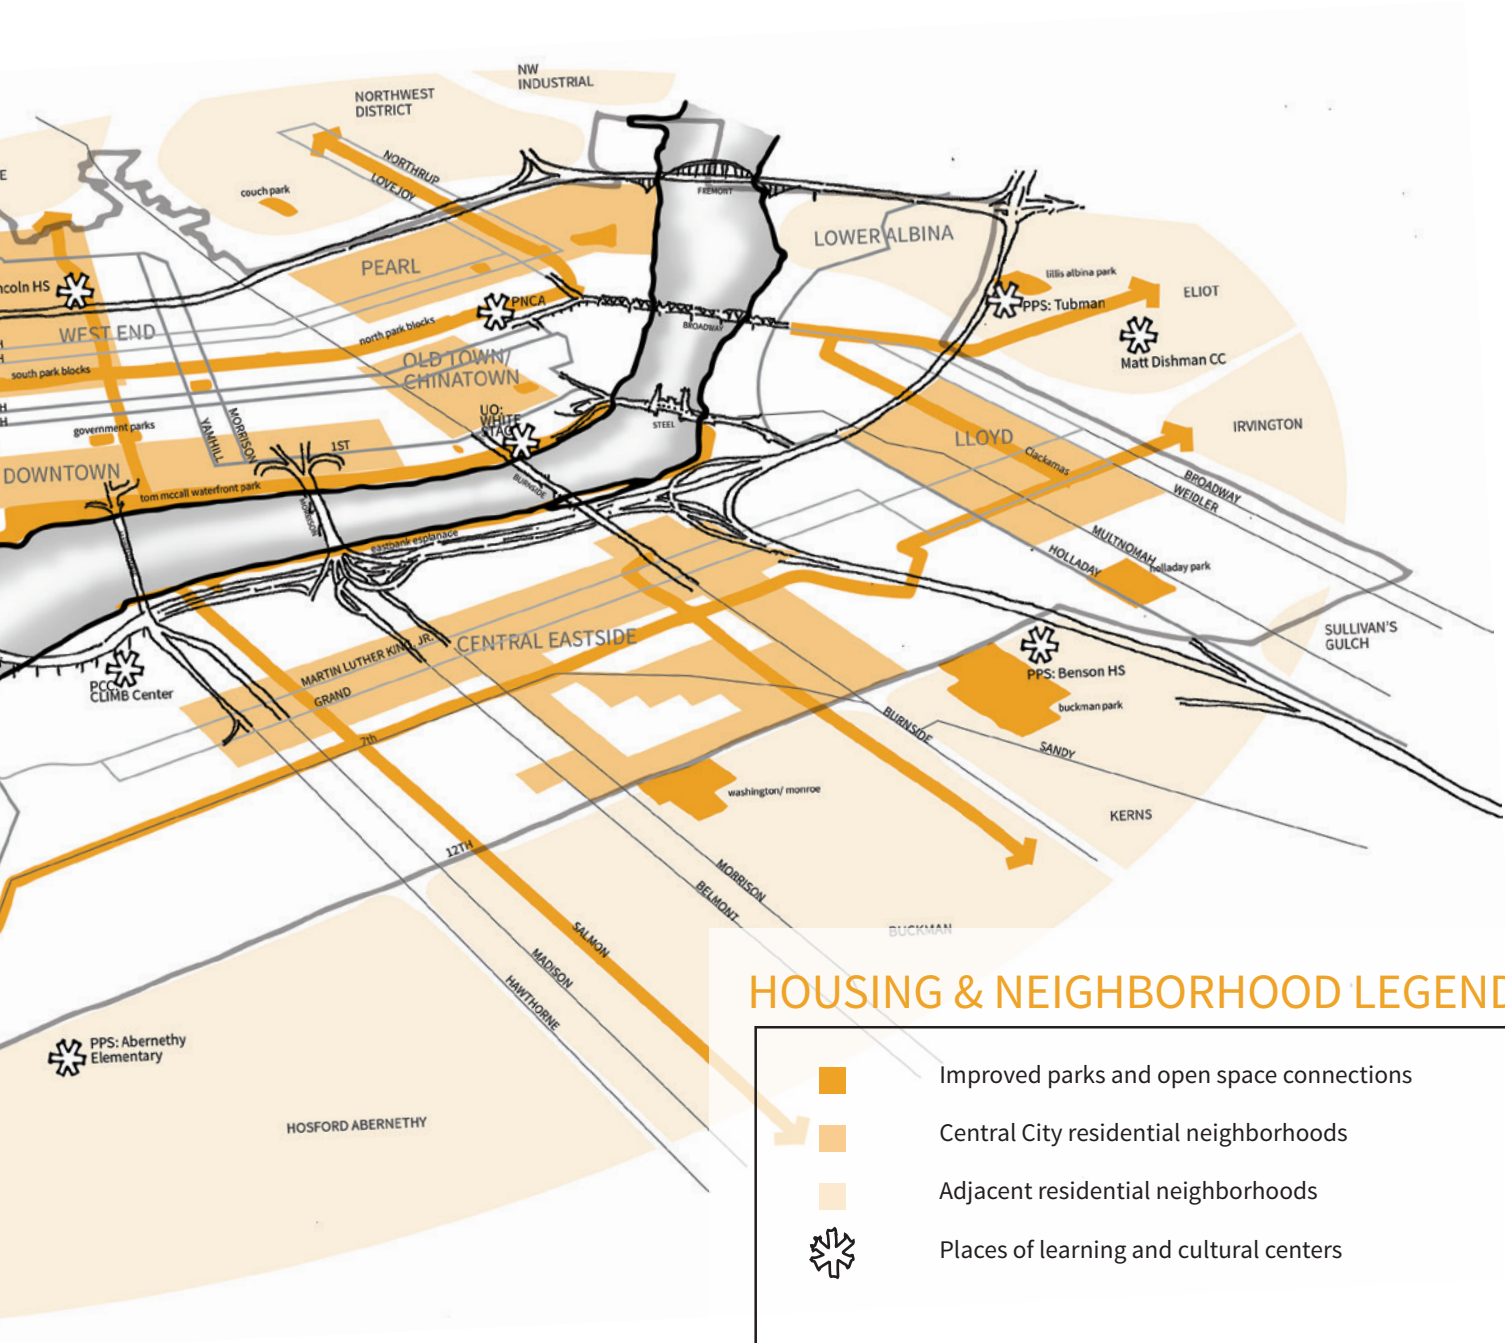 NW
INDUSTRIAL
NORTHWEST
DISTRICT
NORTHRUP
LOVEJOY
couch park
E
FREMONT
LOWER ALBINA
PEARL
lillis albina park
ELIOT
PPS: Tubman
Matt Dishman CC
coln HS
PNCA
WEST END
north park blocks
BROADWAY
H
H
south park blocks
OLD TOWN/
CHINATOWN
H
H
UO:
WHITE
STAG
STEEL
government parks
YAMHILL
MORRISON
1ST
LLOYD
Clackamas
IRVINGTON
DOWNTOWN
tom mccall waterfront park
BURNSIDE
MORRISON
eastbank esplanade
BROADWAY
WEIDLER
MULTNOMAH
HOLLADAY
holladay park
SULLIVAN'S
GULCH
CENTRAL EASTSIDE
MARTIN LUTHER KING, JR.
GRAND
PCC:
CLIMB Center
PPS: Benson HS
buckman park
BURNSIDE
SANDY
7th
washington/ monroe
KERNS
12TH
MORRISON
BELMONT
BUCKMAN
SALMON
MADISON
HAWTHORNE
PPS: Abernethy
Elementary
HOSFORD ABERNETHY
HOUSING & NEIGHBORHOOD LEGEND
Improved parks and open space connections
Central City residential neighborhoods
Adjacent residential neighborhoods
Places of learning and cultural centers